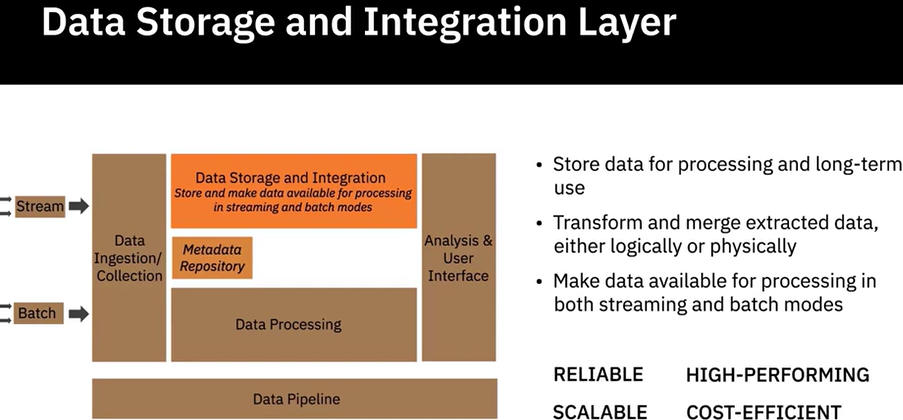 Data Storage and Integration Layer
Stream
Batch
Data
Ingestion/
Collection
Data Storage and Integration
Store and make data available for processing
in streaming and batch modes
Metadata
Repository
Data Processing
Analysis &
User
Interface
Data Pipeline
• Store data for processing and long-term
use
• Transform and merge extracted data,
either logically or physically
• Make data available for processing in
both streaming and batch modes
RELIABLE HIGH-PERFORMING
SCALABLE COST-EFFICIENT